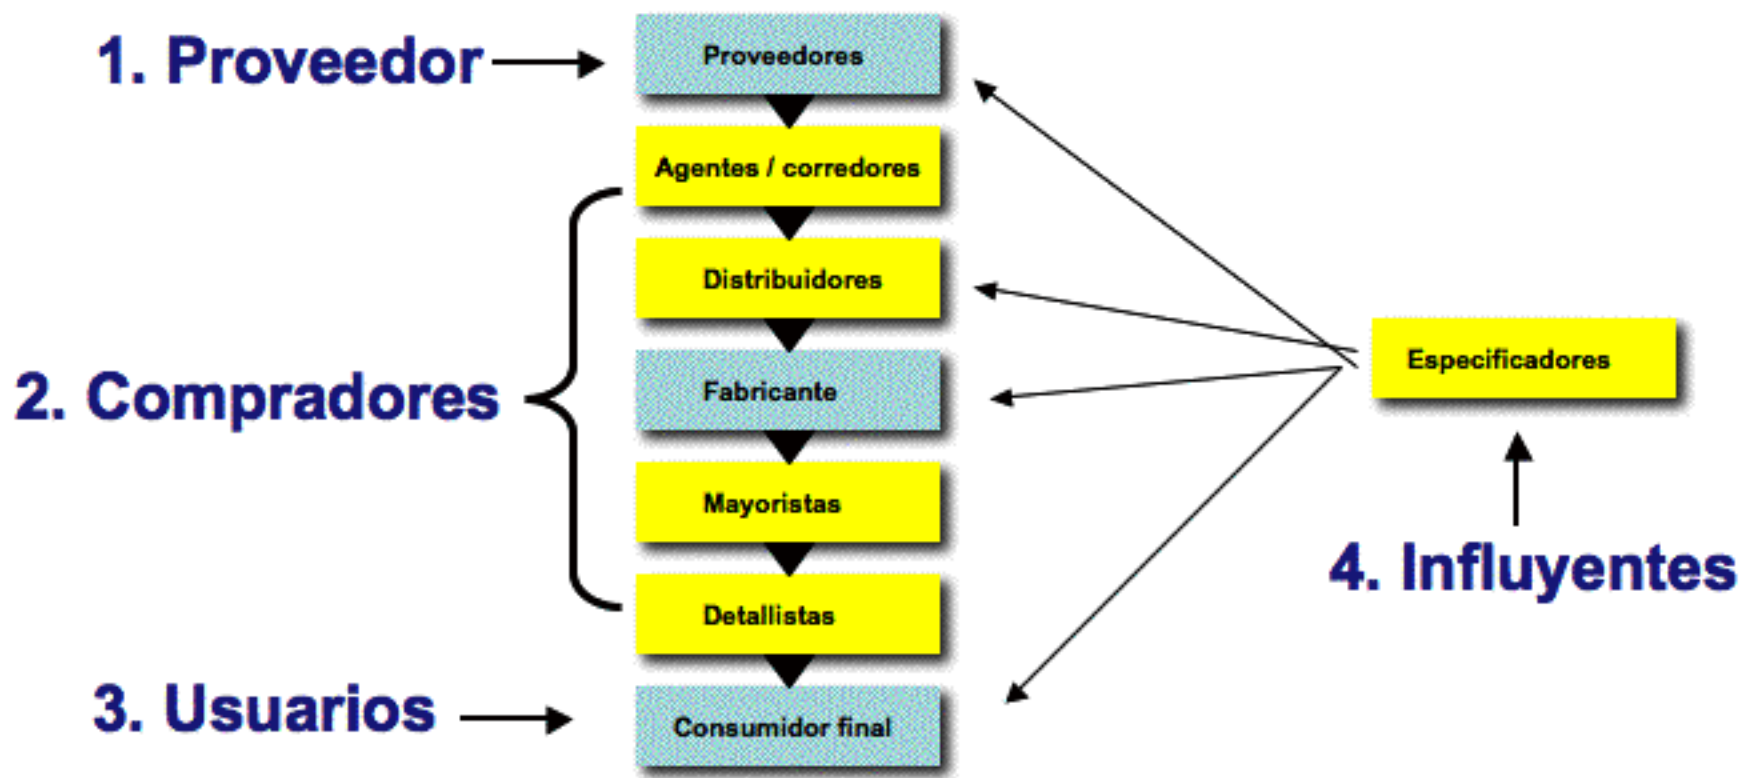 1. Proveedor
Proveedores
Agentes / corredores
Distribuidores
2. Compradores
Fabricante
Mayoristas
Detallistas
3. Usuarios
Consumidor final
Especificadores
4. Influyentes